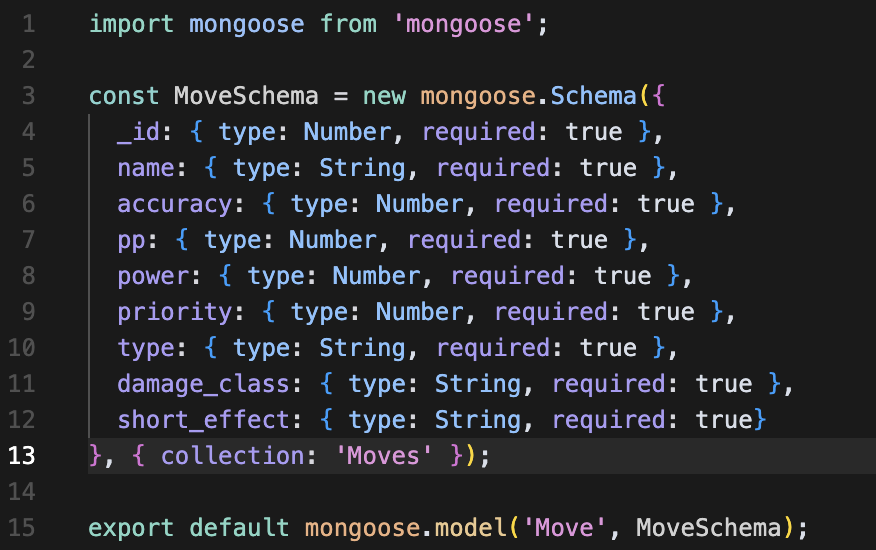 1 import mongoose from 'mongoose';
2
3 const MoveSchema = new mongoose.Schema({
4   _id: { type: Number, required: true },
5   name: { type: String, required: true },
6   accuracy: { type: Number, required: true },
7   pp: { type: Number, required: true },
8   power: { type: Number, required: true },
9   priority: { type: Number, required: true },
10   type: { type: String, required: true },
11   damage_class: { type: String, required: true },
12   short_effect: { type: String, required: true}
13 }, { collection: 'Moves' });
14
15 export default mongoose.model('Move', MoveSchema);